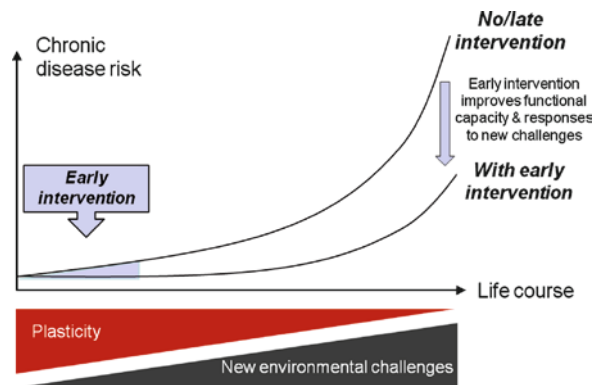 Chronic
disease risk
No/late
intervention
Early intervention
improves functional
capacity & responses
to new challenges
Early
intervention
With early
intervention
Life course
Plasticity
New environmental challenges